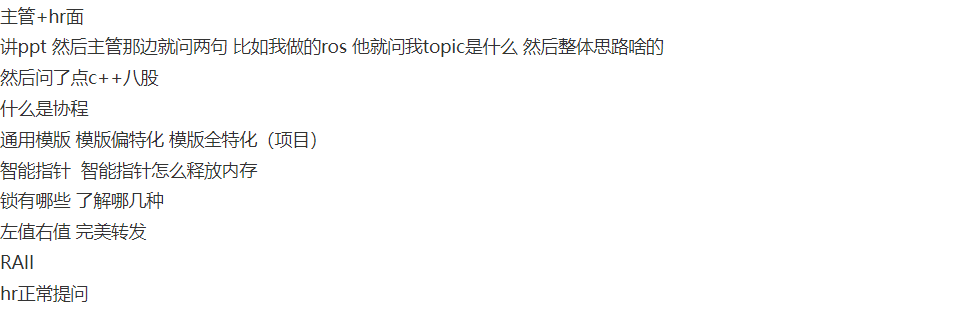 主管+hr面
讲ppt 然后主管那边就问两句 比如我做的ros 他就问我topic是什么 然后整体思路啥的
然后问了点c++八股
什么是协程
通用模版 模版偏特化 模版全特化（项目）
智能指针  智能指针怎么释放内存
锁有哪些 了解哪几种
左值右值 完美转发
RAII
hr正常提问